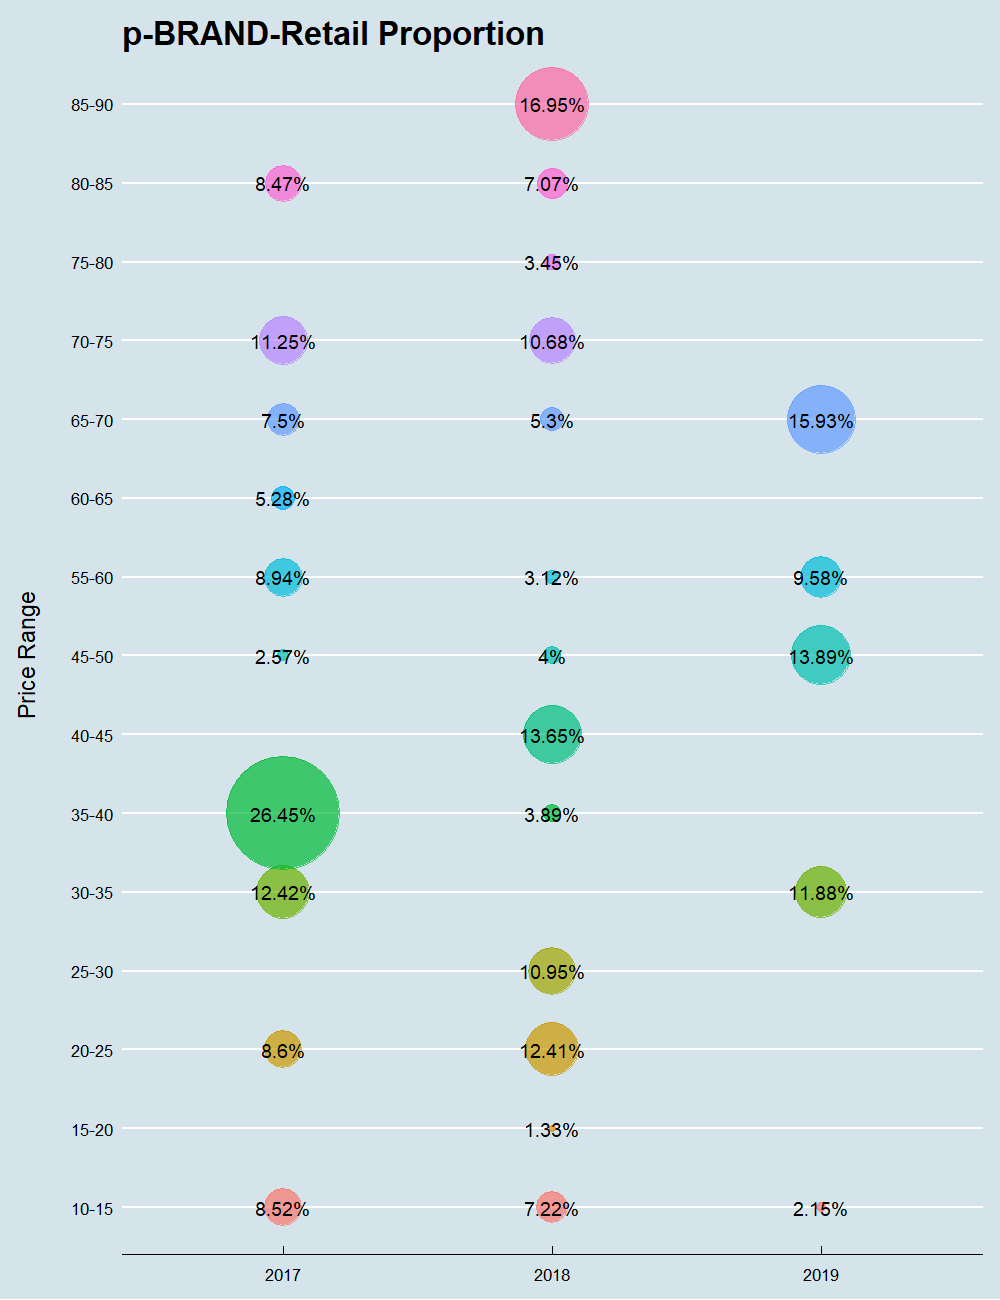 p-BRAND-Retail Proportion
Price Range
85-90 16.95%
80-85 8.47% 7.07%
75-80 3.45%
70-75 11.25% 10.68%
65-70 7.5% 5.3% 15.93%
60-65 5.28%
55-60 8.94% 3.12% 9.58%
45-50 2.57% 4% 13.89%
40-45 13.65%
35-40 26.45% 3.89%
30-35 12.42% 11.88%
25-30 10.95%
20-25 8.6% 12.41%
15-20 1.33%
10-15 8.52% 7.22% 2.15%
2017 2018 2019